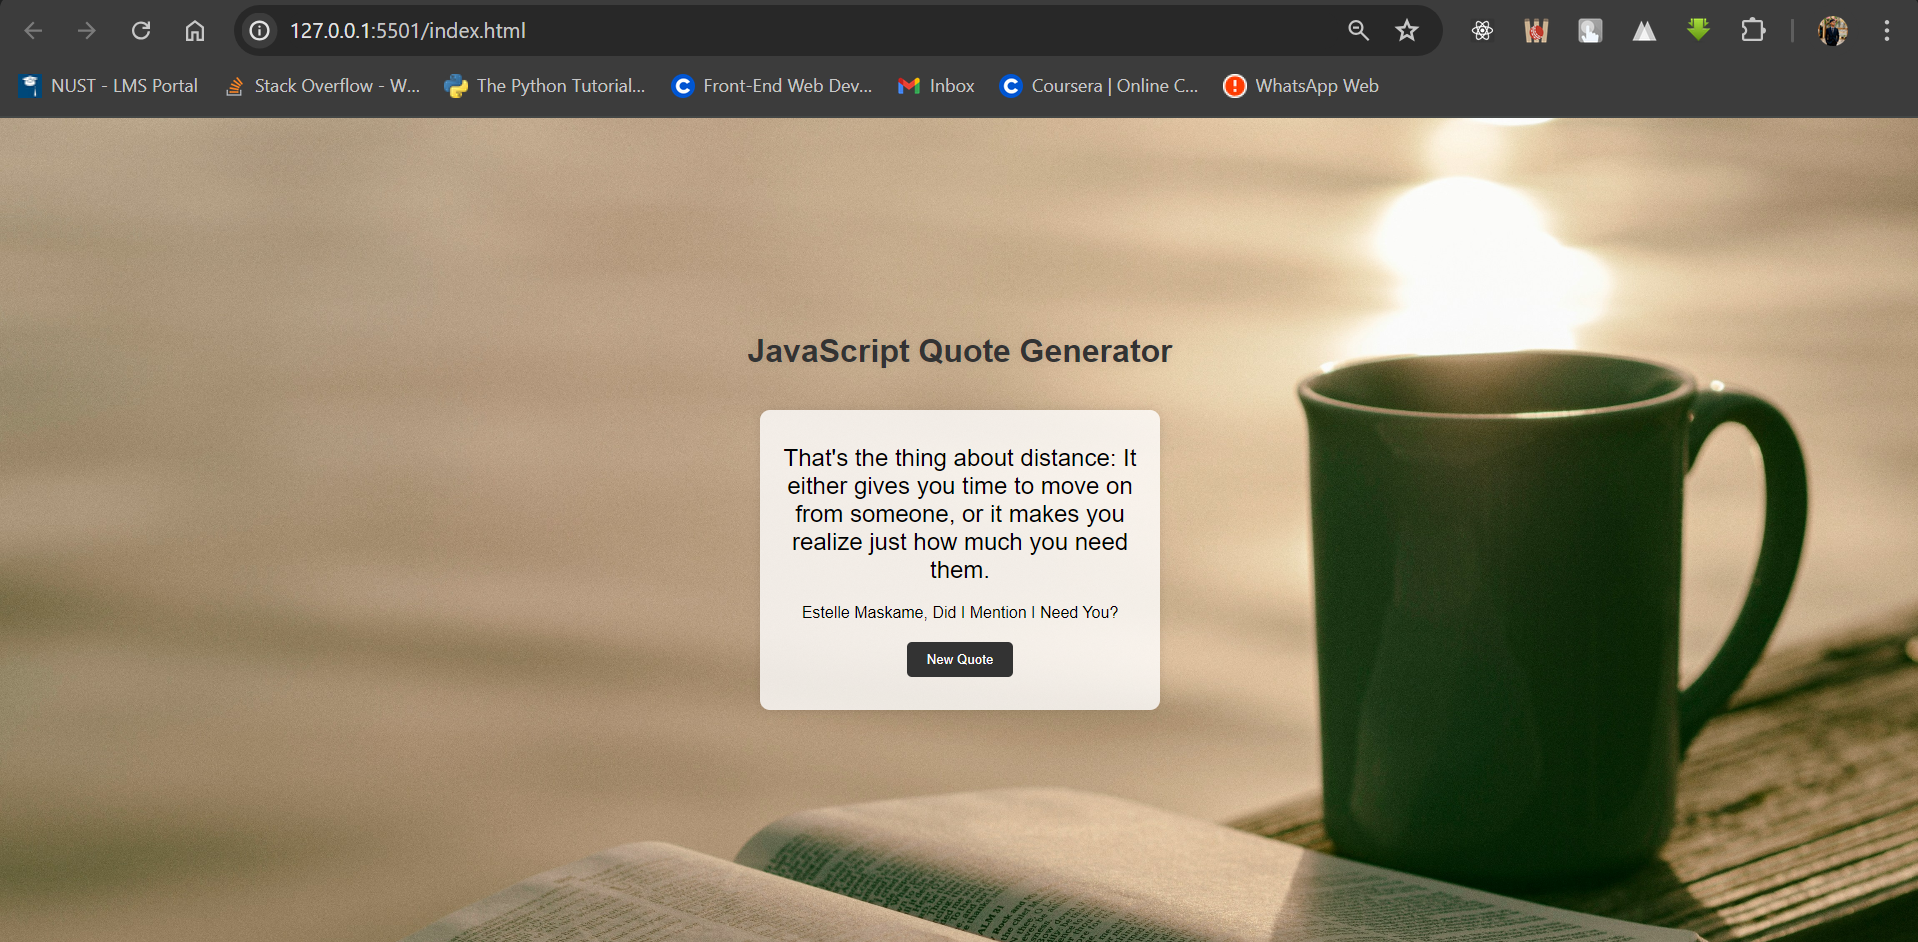 127.0.0.1:5501/index.html
NUST - LMS Portal
Stack Overflow - W...
The Python Tutorial...
Front-End Web Dev...
Inbox
Coursera | Online C...
WhatsApp Web
JavaScript Quote Generator
That's the thing about distance: It
either gives you time to move on
from someone, or it makes you
realize just how much you need
them.
Estelle Maskame, Did I Mention I Need You?
New Quote